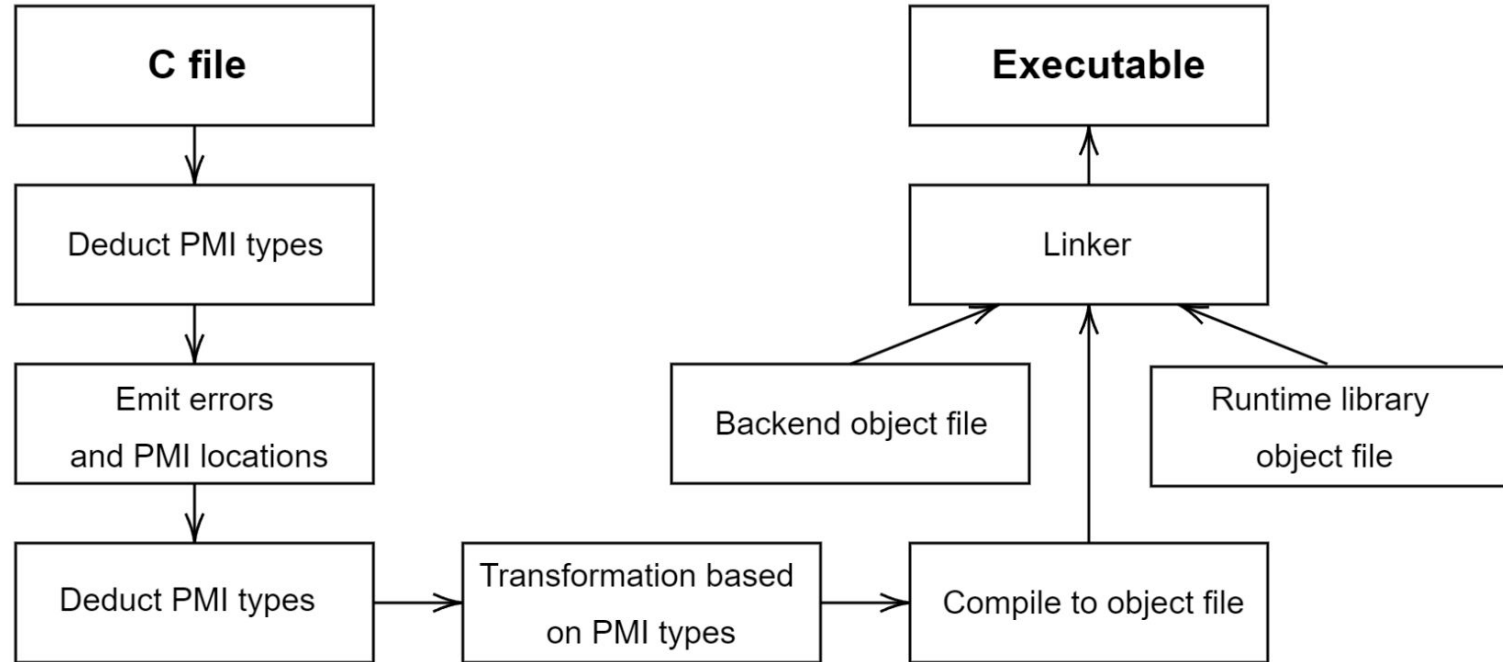 C file
Executable
Deduct PMI types
Linker
Emit errors
and PMI locations
Backend object file
Runtime library
object file
Deduct PMI types
Transformation based
on PMI types
Compile to object file